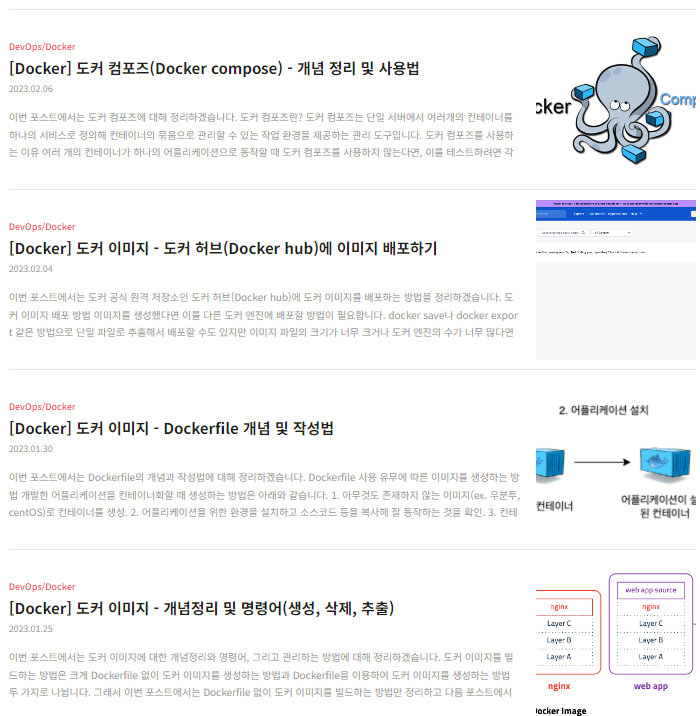 DevOps/Docker
[Docker] 도커 컴포즈(Docker compose) - 개념 정리 및 사용법
2023.02.06
이번 포스트에서는 도커 컴포즈에 대해 정리하겠습니다. 도커 컴포즈란? 도커 컴포즈는 단일 서버에서 여러개의 컨테이너를
하나의 서비스로 정의해 컨테이너의 묶음으로 관리할 수 있는 작업 환경을 제공하는 관리 도구입니다. 도커 컴포즈를 사용하
는 이유 여러 개의 컨테이너가 하나의 어플리케이션으로 동작할 때 도커 컴포즈를 사용하지 않는다면, 이를 테스트하려면 각
cker
Comp
DevOps/Docker
[Docker] 도커 이미지 - 도커 허브(Docker hub)에 이미지 배포하기
2023.02.04
이번 포스트에서는 도커 공식 원격 저장소인 도커 허브(Docker hub)에 도커 이미지를 배포하는 방법을 정리하겠습니다. 도
커 이미지 배포 방법 이미지를 생성했다면 이를 다른 도커 엔진에 배포할 방법이 필요합니다. docker save나 docker expor
t 같은 방법으로 단일 파일로 추출해서 배포할 수도 있지만 이미지 파일의 크기가 너무 크거나 도커 엔진의 수가 너무 많다면
DevOps/Docker
[Docker] 도커 이미지 - Dockerfile 개념 및 작성법
2023.01.30
이번 포스트에서는 Dockerfile의 개념과 작성법에 대해 정리하겠습니다. Dockerfile 사용 유무에 따른 이미지를 생성하는 방
법 개발한 어플리케이션을 컨테이너화할 때 생성하는 방법은 아래와 같습니다. 1. 아무것도 존재하지 않는 이미지(ex. 우분투,
centOS)로 컨테이너를 생성. 2. 어플리케이션을 위한 환경을 설치하고 소스코드 등을 복사해 잘 동작하는 것을 확인. 3. 컨테
2. 어플리케이션 설치
컨테이너
어플리케이션이 설
된 컨테이너
DevOps/Docker
[Docker] 도커 이미지 - 개념정리 및 명령어(생성, 삭제, 추출)
2023.01.25
이번 포스트에서는 도커 이미지에 대한 개념정리와 명령어, 그리고 관리하는 방법에 대해 정리하겠습니다. 도커 이미지를 빌
드하는 방법은 크게 Dockerfile 없이 도커 이미지를 생성하는 방법과 Dockerfile을 이용하여 도커 이미지를 생성하는 방법
두 가지로 나뉩니다. 그래서 이번 포스트에서는 Dockerfile 없이 도커 이미지를 빌드하는 방법만 정리하고 다음 포스트에서
nginx
Layer C
Layer B
Layer A
nginx
web app source
nginx
Layer C
Layer B
Layer A
web app
Docker Image